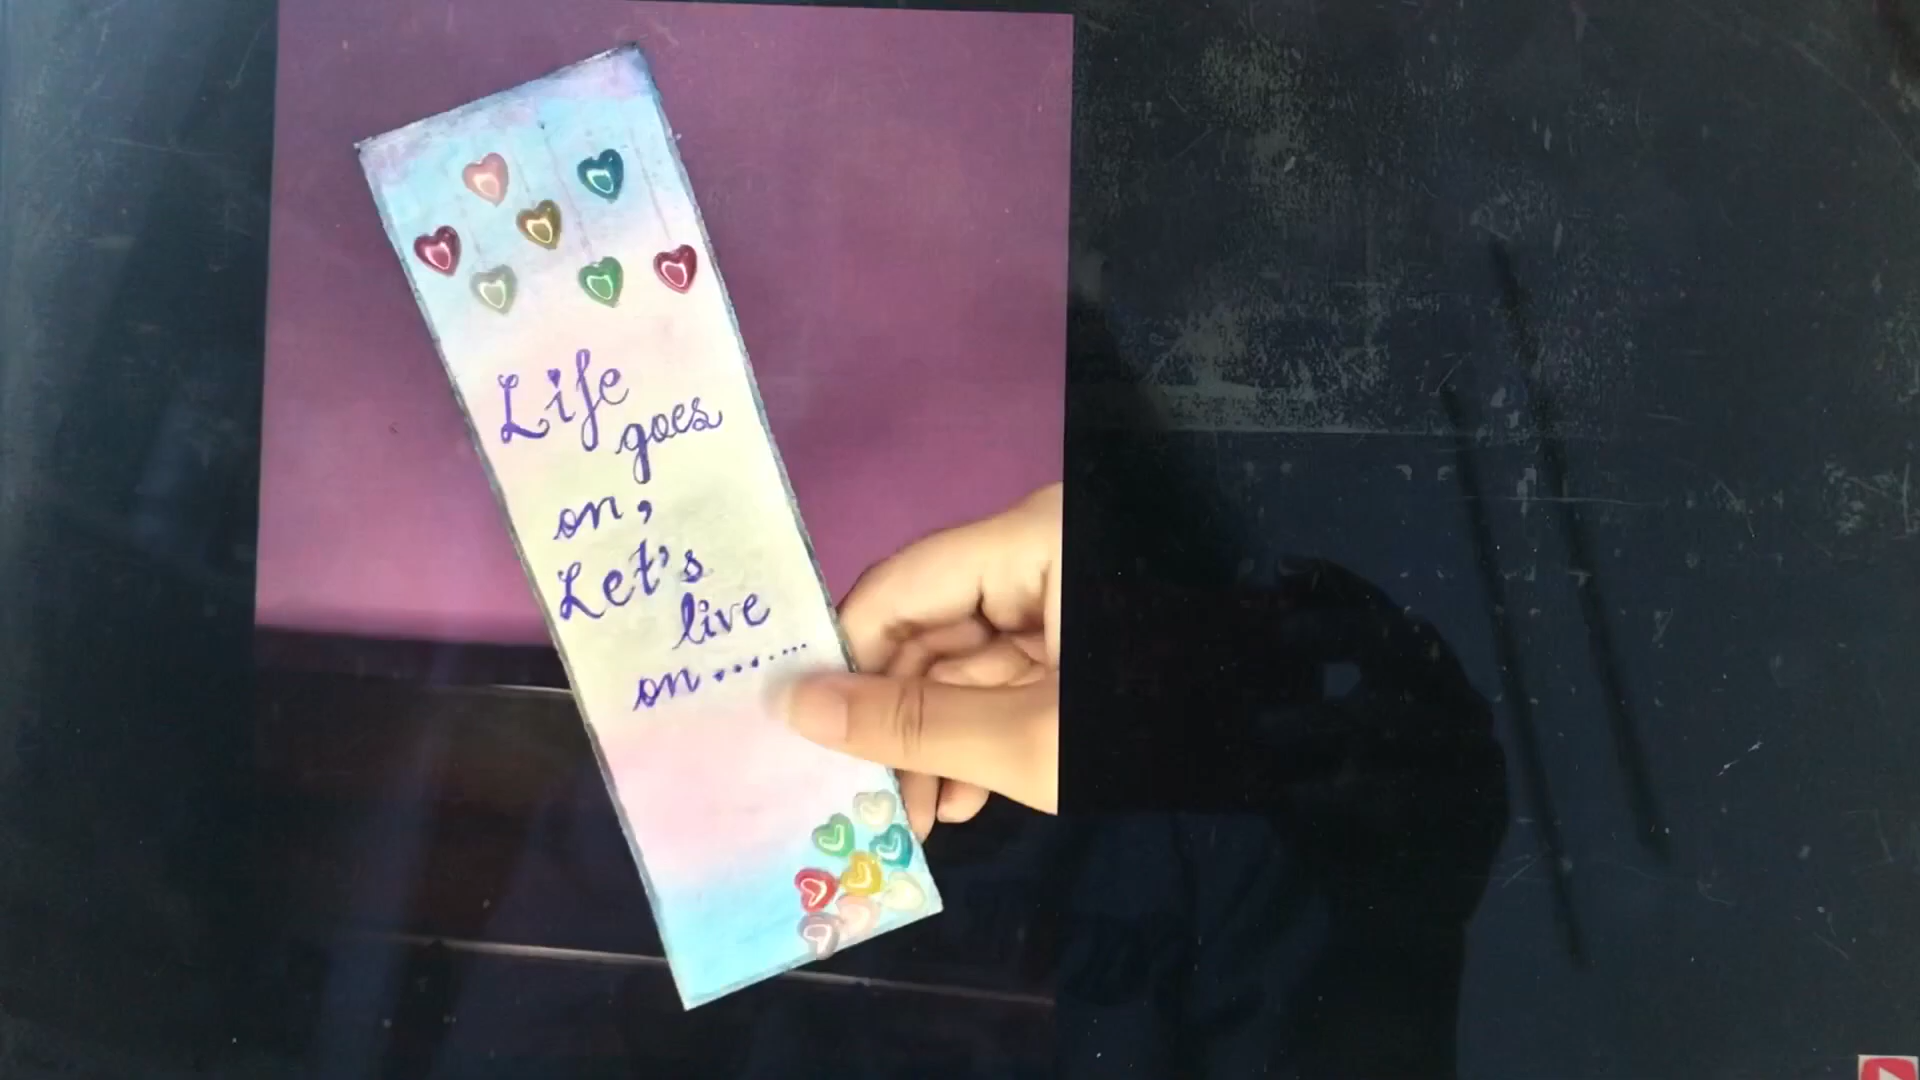 Life
goes
on,
Let's
live
on.......